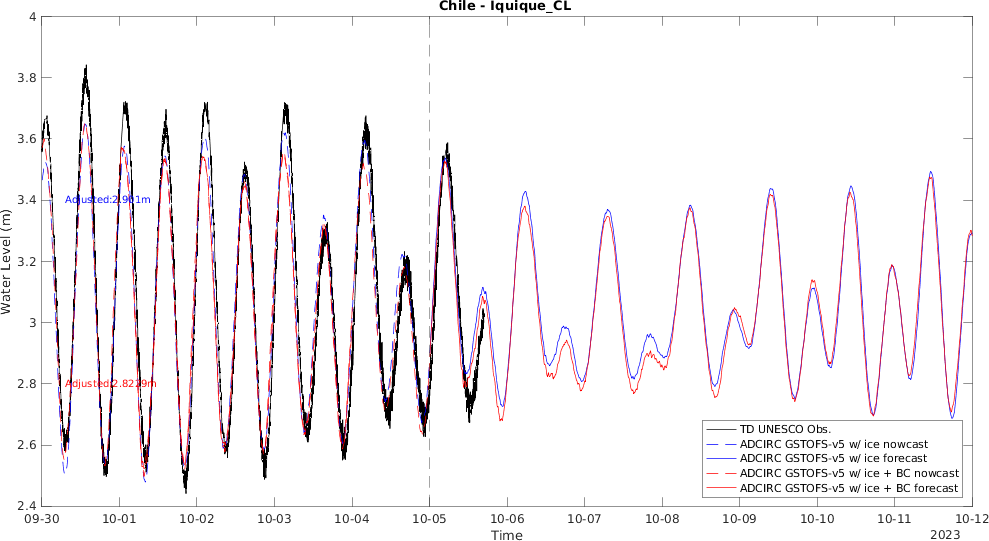 Chile - Iquique_CL
Water Level (m)
4
3.8
3.6
3.4
3.2
3
2.8
2.6
2.4
Adjusted:2.901m
Adjusted:2.8229m
TD UNESCO Obs.
ADCIRC GSTOFS-v5 w/ ice nowcast
ADCIRC GSTOFS-v5 w/ ice forecast
ADCIRC GSTOFS-v5 w/ ice + BC nowcast
ADCIRC GSTOFS-v5 w/ ice + BC forecast
09-30 10-01 10-02 10-03 10-04 10-05 10-06 10-07 10-08 10-09 10-10 10-11 10-12
Time
2023